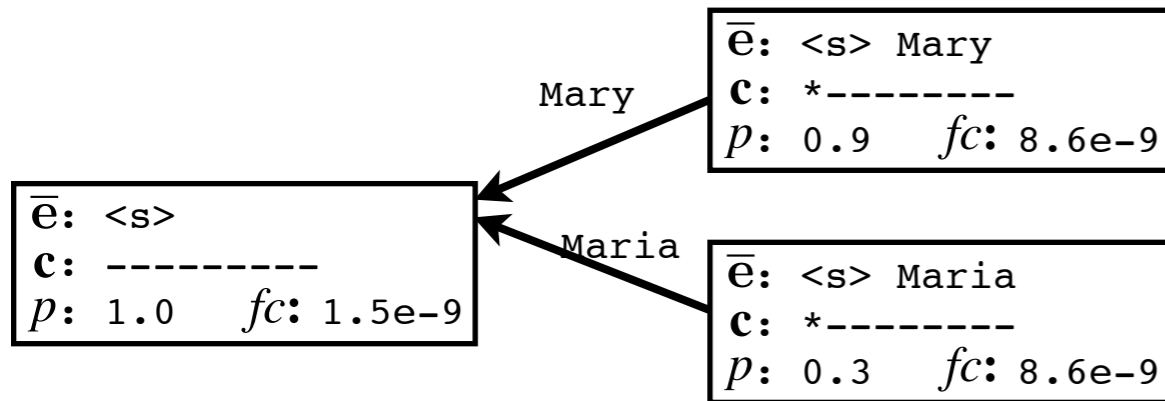 e̅: <s> Mary
c: *--------
p: 0.9 fc: 8.6e-9
Mary
e̅: <s>
c: ---------
p: 1.0 fc: 1.5e-9
Maria
e̅: <s> Maria
c: *--------
p: 0.3 fc: 8.6e-9